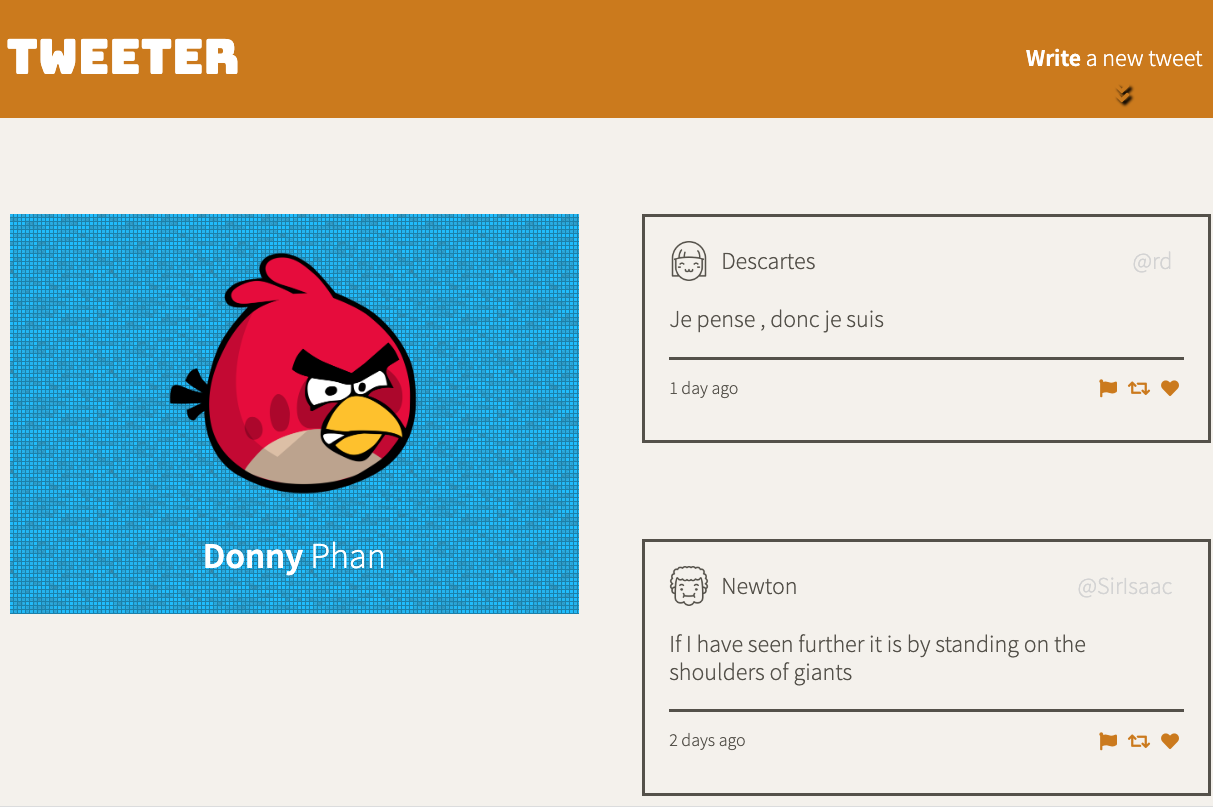 TWEETER
Write a new tweet
Donny Phan
Descartes
@rd
Je pense , donc je suis
1 day ago
Newton
@SirIsaac
If I have seen further it is by standing on the
shoulders of giants
2 days ago